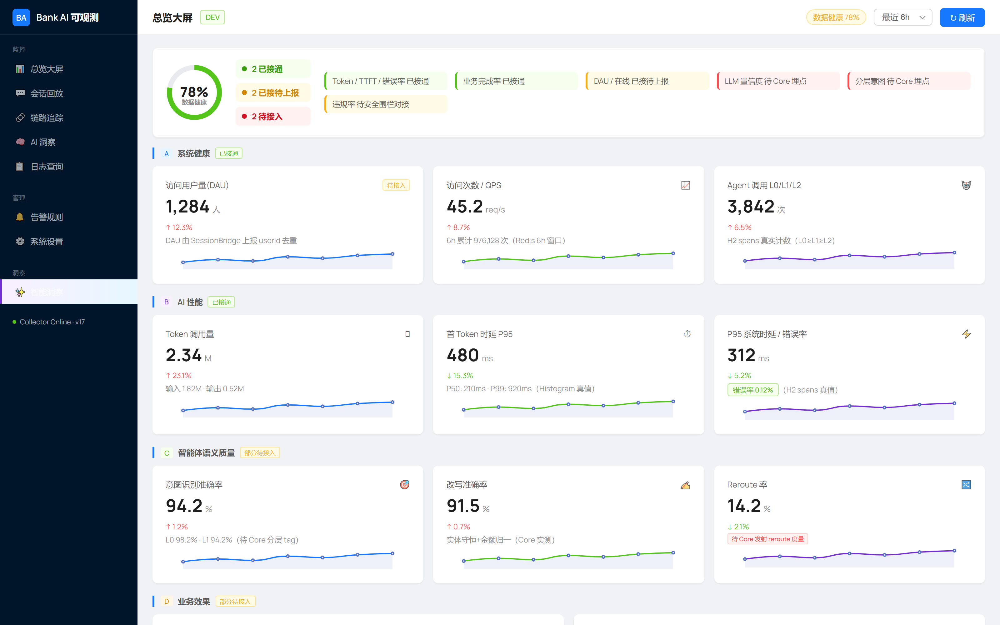 BA
Bank AI 可观测
监控
总览大屏
会话回放
链路追踪
AI 洞察
日志查询
管理
告警规则
系统设置
洞察
智能洞察
Collector Online · v17
总览大屏
DEV
数据健康 78%
最近 6h
↻ 刷新
78%
数据健康
2 已接通
2 已接待上报
2 待接入
Token / TTFT / 错误率 已接通
业务完成率 已接通
DAU / 在线 已接待上报
LLM 置信度 待 Core 埋点
分层意图 待 Core 埋点
违规率 待安全围栏对接
A 系统健康 已接通
访问用户量(DAU) 待接入
1,284 人
↑ 12.3%
DAU 由 SessionBridge 上报 userId 去重
访问次数 / QPS
45.2 req/s
↑ 8.7%
6h 累计 976,128 次（Redis 6h 窗口）
Agent 调用 L0/L1/L2
3,842 次
↑ 6.5%
H2 spans 真实计数（L0≥L1≥L2）
B AI 性能 已接通
Token 调用量
2.34 M
↑ 23.1%
输入 1.82M · 输出 0.52M
首 Token 时延 P95
480 ms
↓ 15.3%
P50: 210ms · P99: 920ms（Histogram 真值）
P95 系统时延 / 错误率
312 ms
↓ 5.2%
错误率 0.12% （H2 spans 真值）
C 智能体语义质量 部分待接入
意图识别准确率
94.2 %
↑ 1.2%
L0 98.2% · L1 94.2%（待 Core 分层 tag）
改写准确率
91.5 %
↑ 0.7%
实体守恒+金额归一（Core 实测）
Reroute 率
14.2 %
↓ 2.1%
待 Core 发射 reroute 度量
D 业务效果 部分待接入